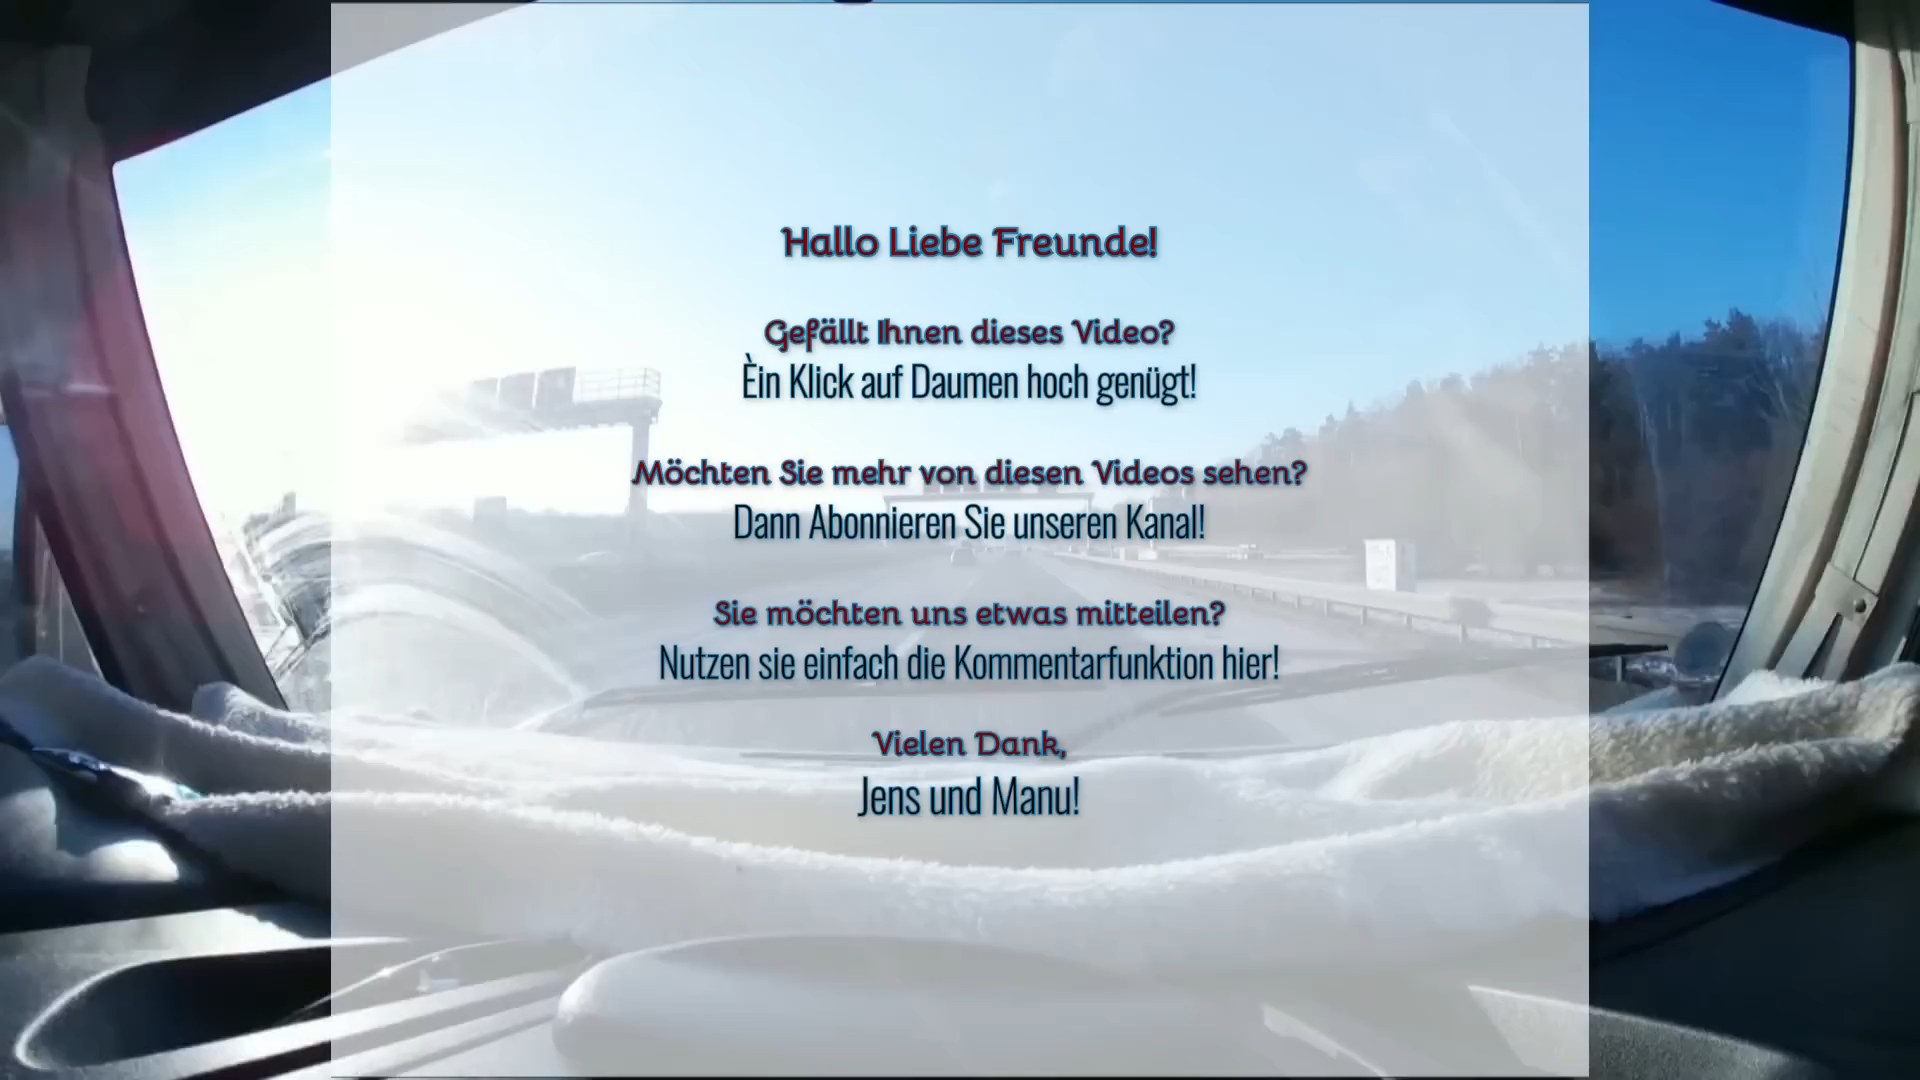 Hallo Liebe Freunde!
Gefällt Ihnen dieses Video?
Èin Klick auf Daumen hoch genügt!
Möchten Sie mehr von diesen Videos sehen?
Dann Abonnieren Sie unseren Kanal!
Sie möchten uns etwas mitteilen?
Nutzen sie einfach die Kommentarfunktion hier!
Vielen Dank,
Jens und Manu!